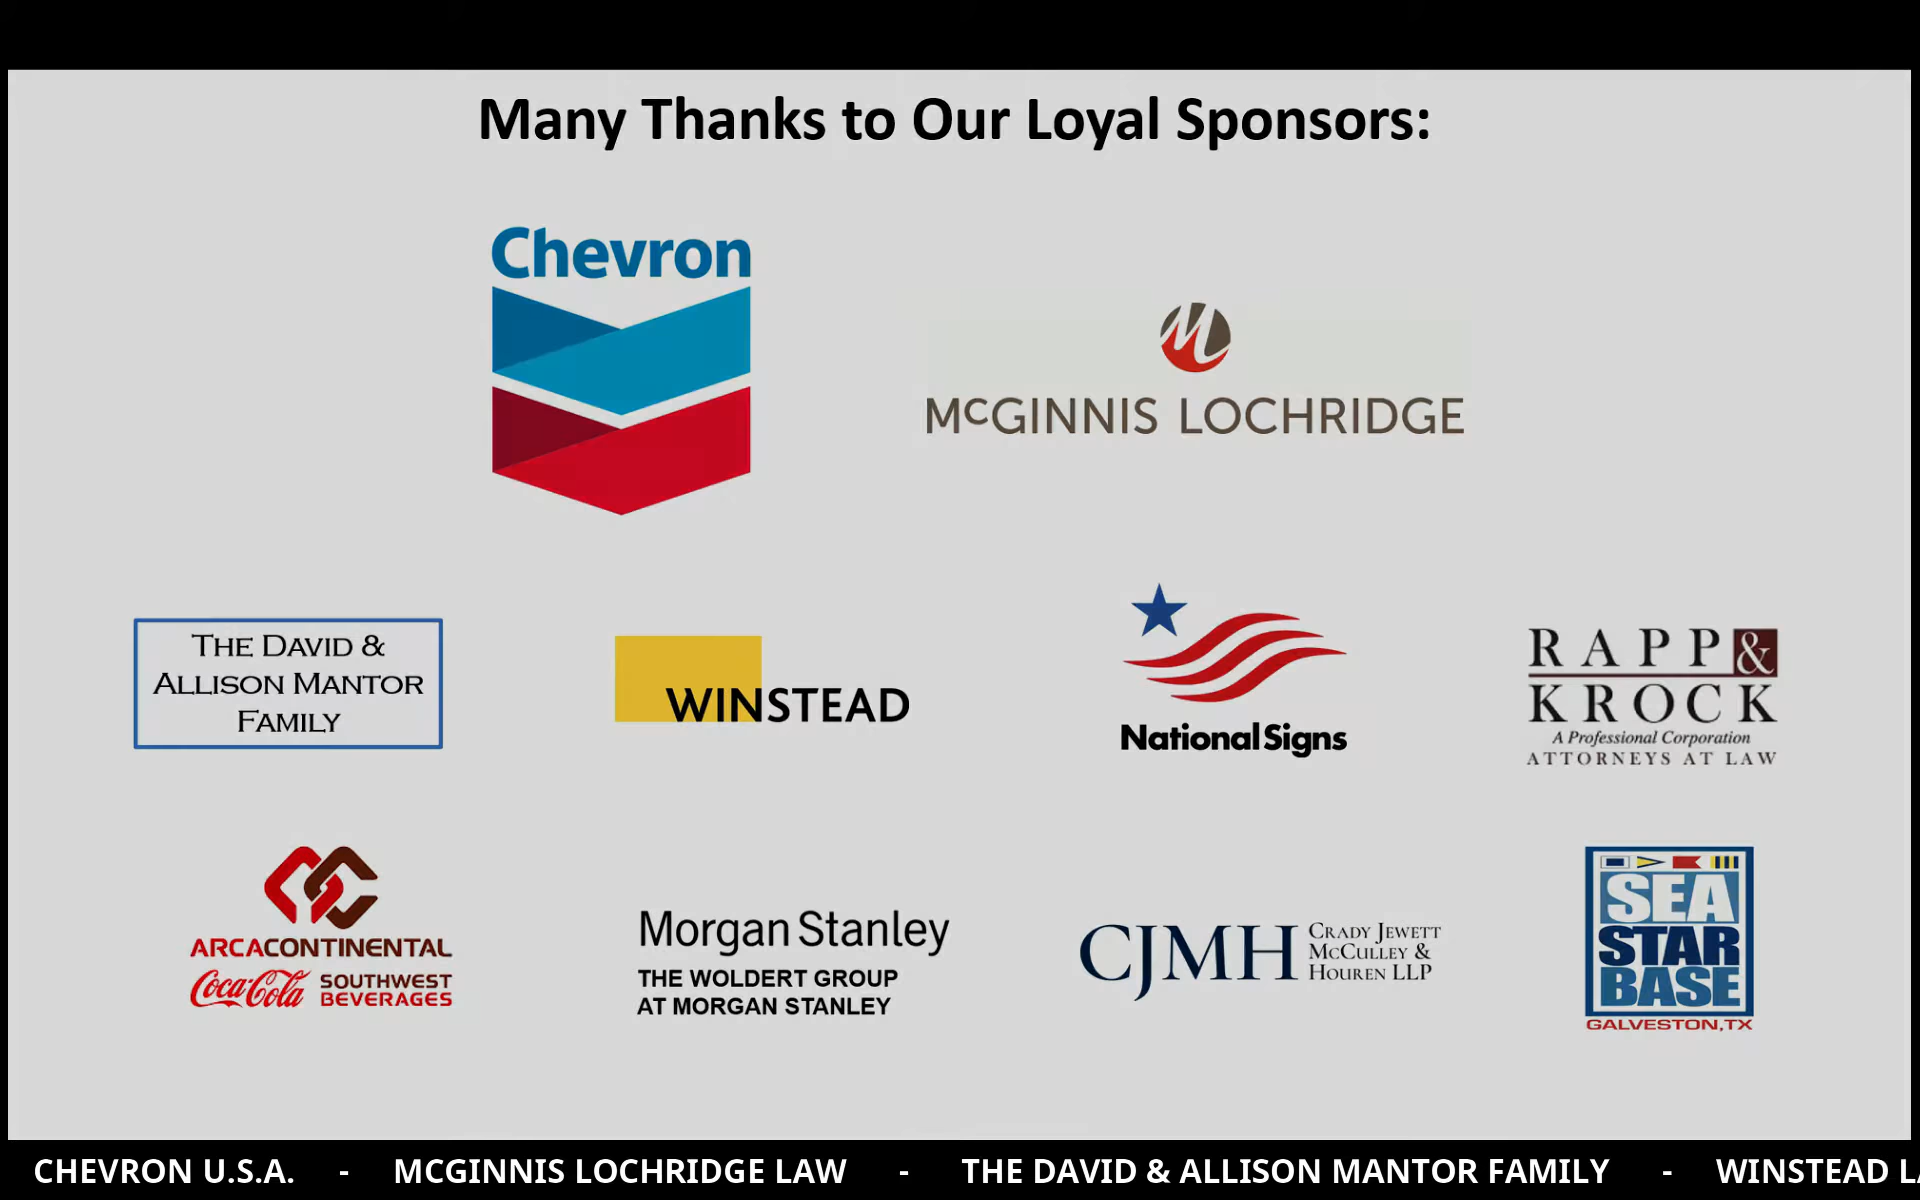 Many Thanks to Our Loyal Sponsors:
Chevron
McGINNIS LOCHRIDGE
THE DAVID &
ALLISON MANTOR
FAMILY
WINSTEAD
NationalSigns
RAPP &
KROCK
A Professional Corporation
ATTORNEYS AT LAW
ARCACONTINENTAL
Coca-Cola SOUTHWEST
BEVERAGES
Morgan Stanley
THE WOLDERT GROUP
AT MORGAN STANLEY
CJMH CRADY JEWETT
MCCULLEY &
HOUREN LLP
SEA
STAR
BASE
GALVESTON,TX
CHEVRON U.S.A. - MCGINNIS LOCHRIDGE LAW - THE DAVID & ALLISON MANTOR FAMILY - WINSTEAD